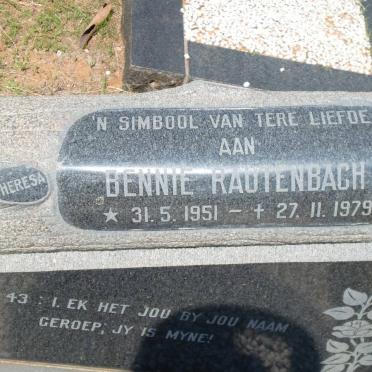 'N SIMBOOL VAN TERE LIEFDE
AAN
BENNIE RAUTENBACH
★ 31.5.1951 – ✝ 27.11.1979
THERESA
43 : 1. EK HET JOU BY JOU NAAM
GEROEP; JY IS MYNE!